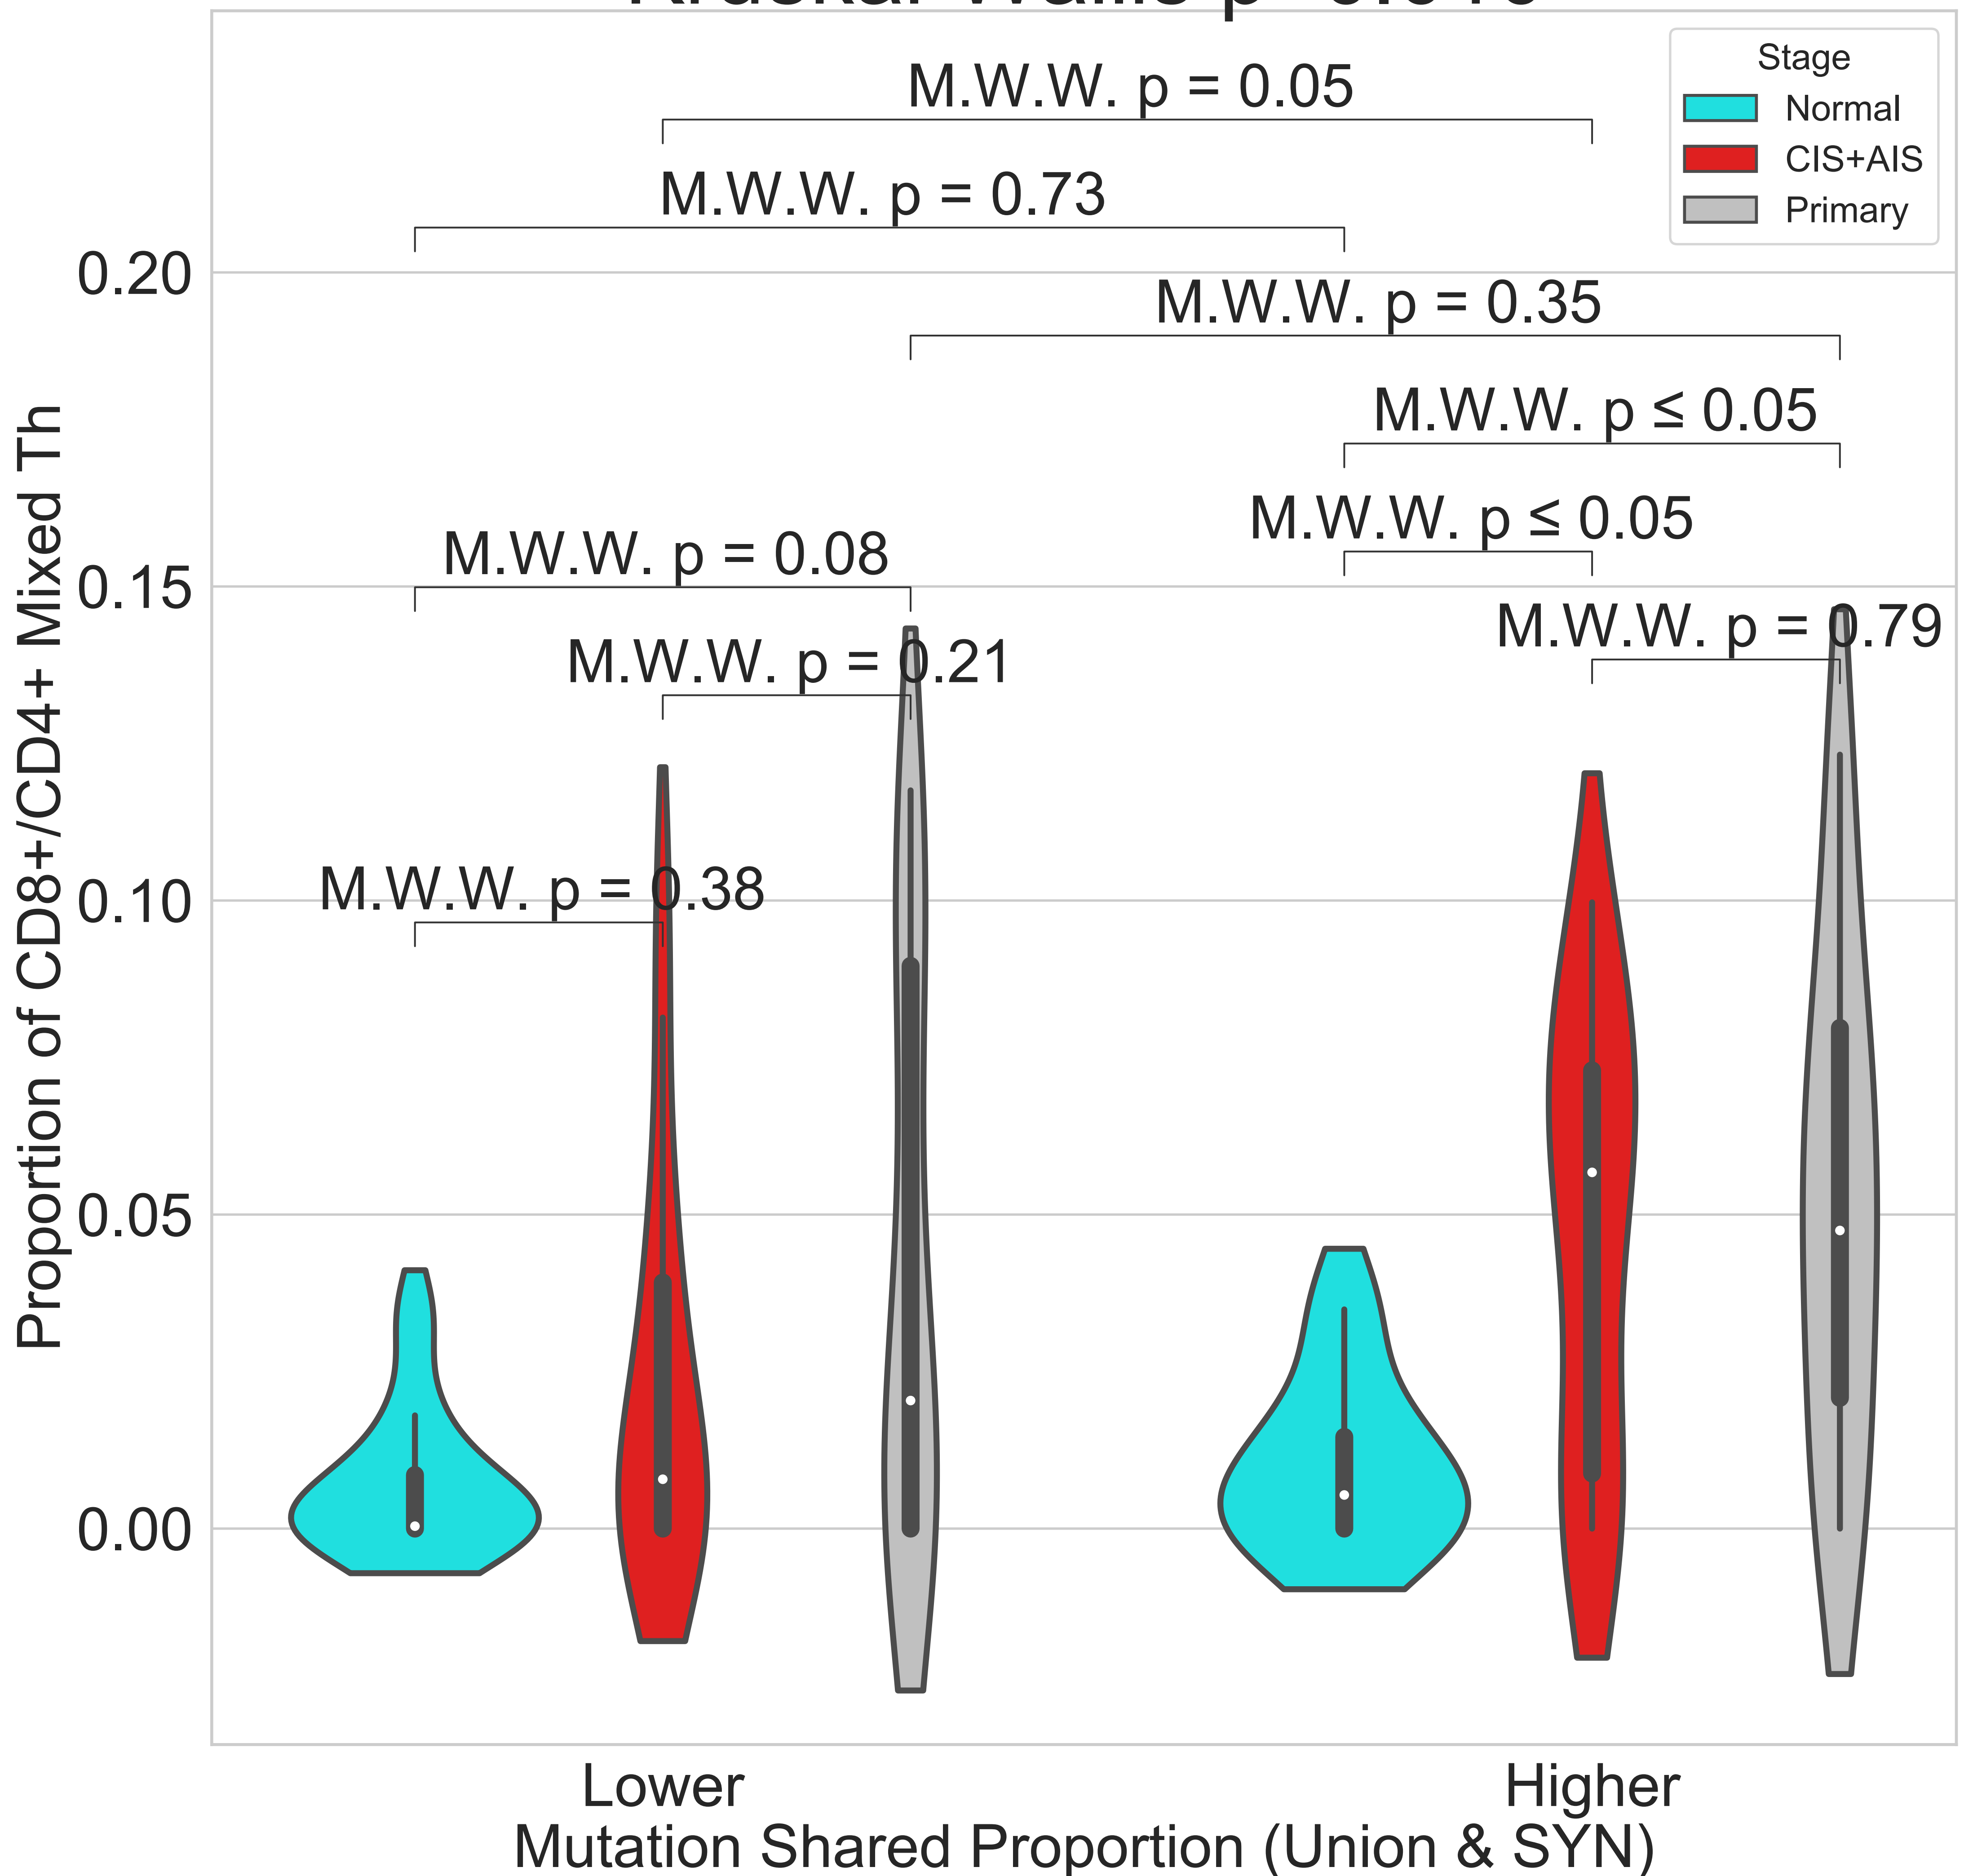 Stage
Normal
CIS+AIS
Primary
M.W.W. p = 0.05
M.W.W. p = 0.73
M.W.W. p = 0.35
M.W.W. p ≤ 0.05
M.W.W. p ≤ 0.05
M.W.W. p = 0.08
M.W.W. p = 0.79
M.W.W. p = 0.21
M.W.W. p = 0.38
0.20
0.15
0.10
0.05
0.00
Proportion of CD8+/CD4+ Mixed Th
Lower
Higher
Mutation Shared Proportion (Union & SYN)